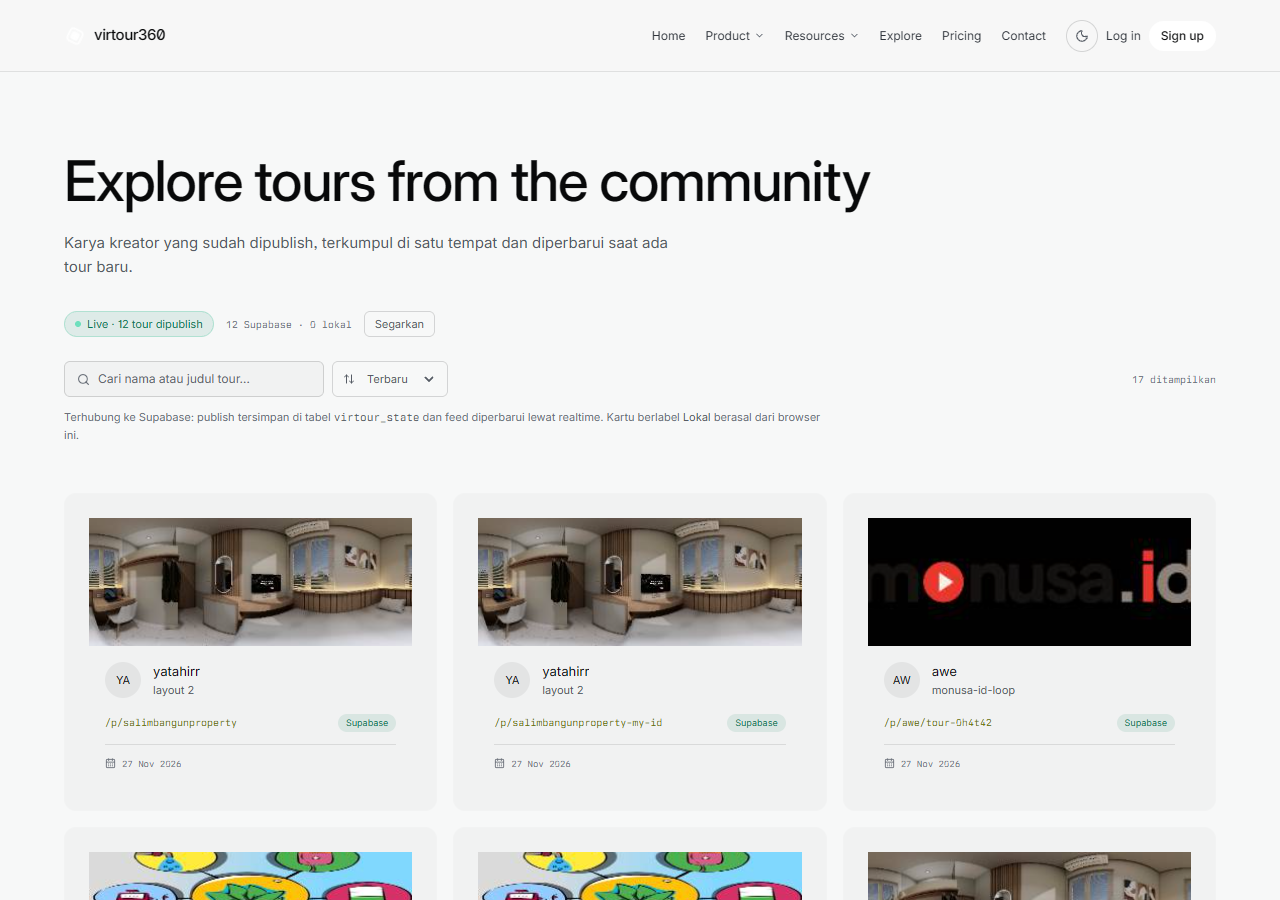 virtour360
Home Product Resources Explore Pricing Contact Log in Sign up
Explore tours from the community
Karya kreator yang sudah dipublish, terkumpul di satu tempat dan diperbarui saat ada
tour baru.
Live · 12 tour dipublish 12 Supabase · 0 lokal Segarkan
Cari nama atau judul tour... Terbaru 17 ditampilkan
Terhubung ke Supabase: publish tersimpan di tabel virtour_state dan feed diperbarui lewat realtime. Kartu berlabel Lokal berasal dari browser
ini.
monusa.id
YA yatahirr
layout 2
/p/salimbangunproperty Supabase
27 Nov 2026
YA yatahirr
layout 2
/p/salimbangunproperty-my-id Supabase
27 Nov 2026
AW awe
monusa-id-loop
/p/awe/tour-0h4t42 Supabase
27 Nov 2026